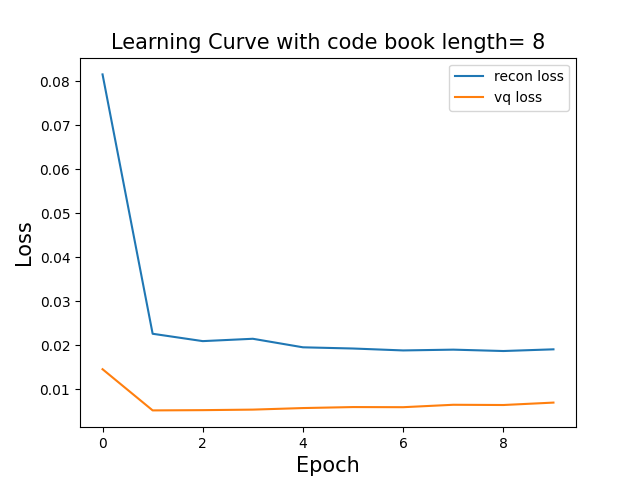 Learning Curve with code book length= 8
recon loss
vq loss
0.08
0.07
0.06
0.05
0.04
0.03
0.02
0.01
Loss
0 2 4 6 8
Epoch